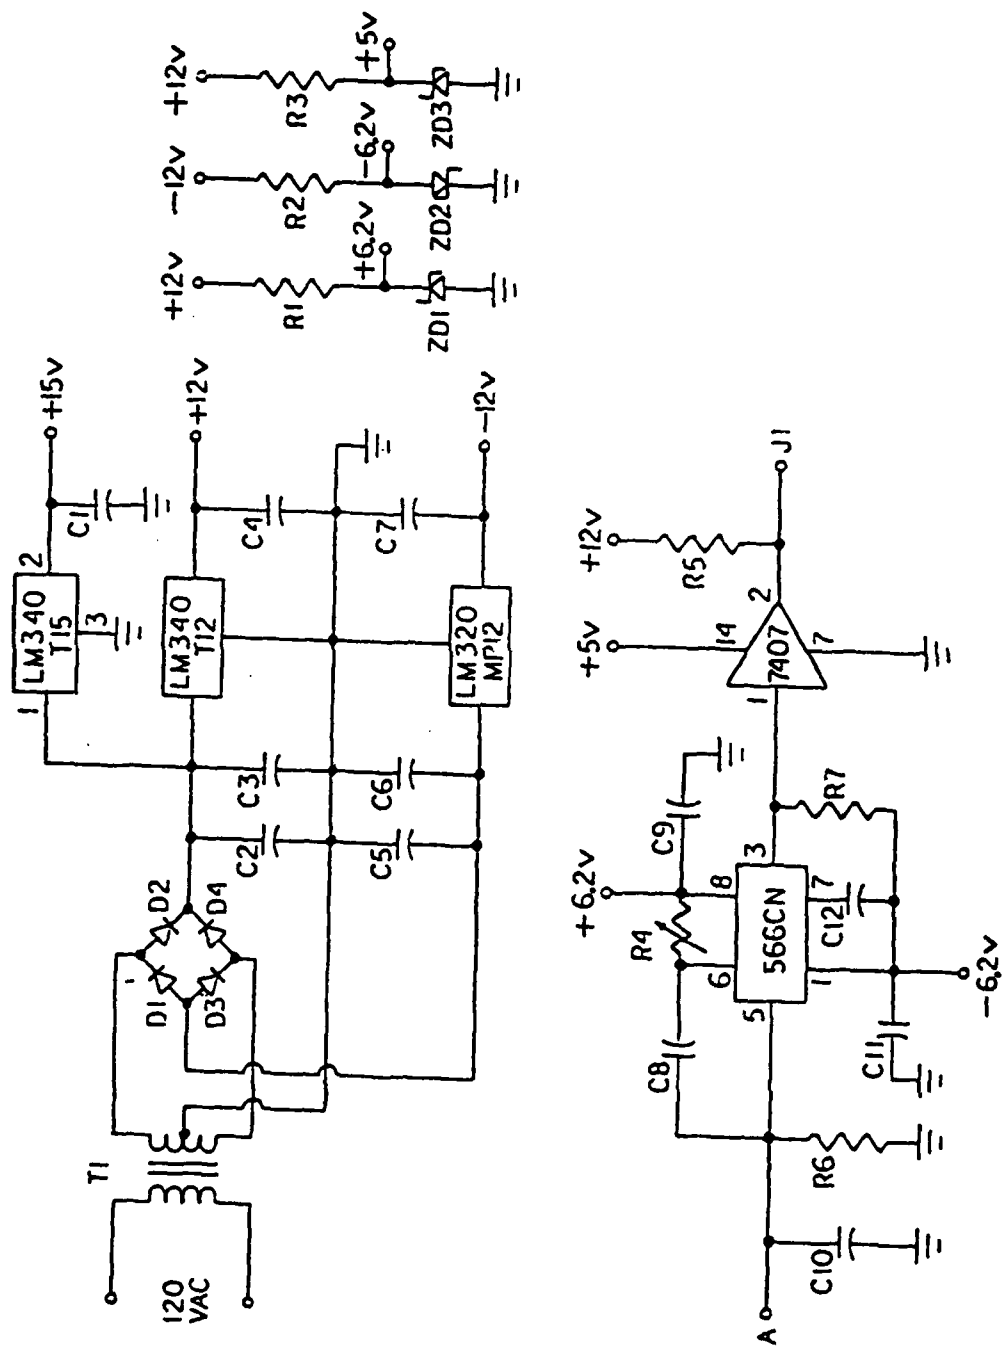 T1
120
VAC
D1
D2
D3
D4
C2
C3
C5
C6
1
LM340
T15
2
3
C1
+15v
LM340
T12
+12v
C4
C7
LM320
MP12
-12v
+12v
R1
+6.2v
ZD1
-12v
R2
-6.2v
ZD2
+12v
R3
+5v
ZD3
A
C10
R6
C8
R4
+6.2v
C9
5
6
8
566CN
3
1
7
C12
C11
-6.2v
R7
1
7407
14
+5v
7
2
R5
+12v
J1